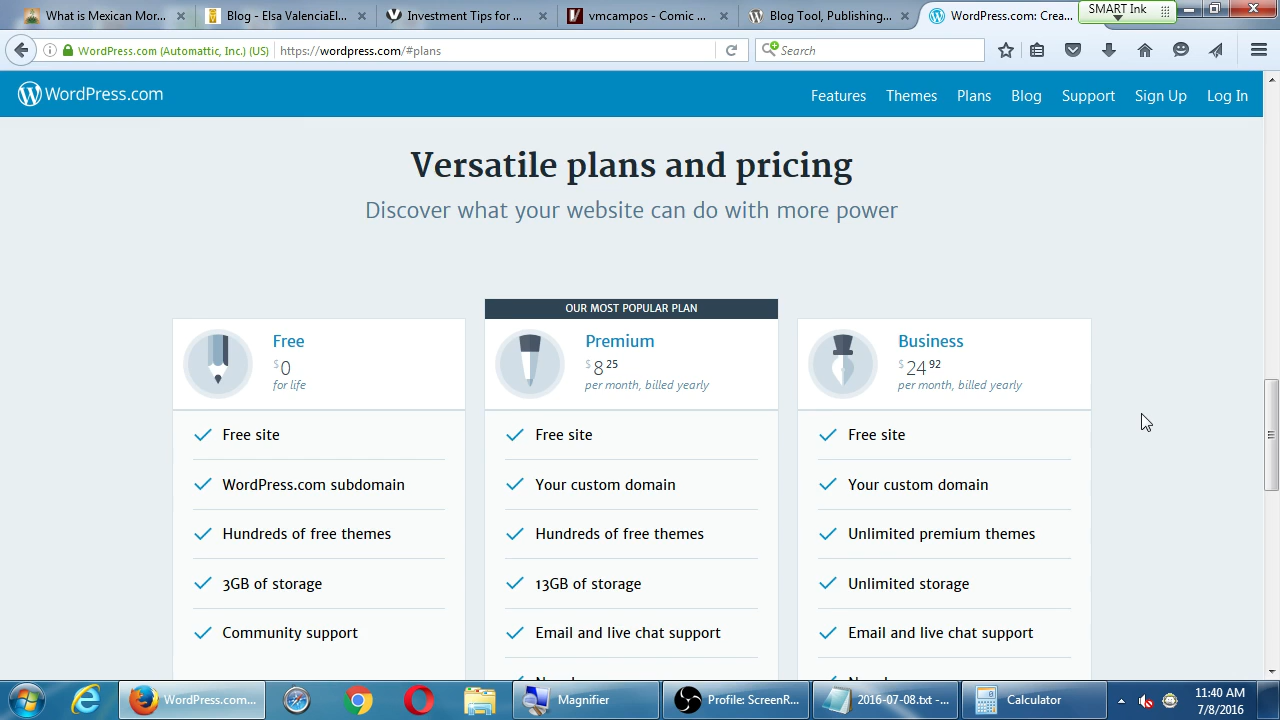 What is Mexican Mor...
Blog - Elsa ValenciaEl...
Investment Tips for ...
vmcampos - Comic ...
Blog Tool, Publishing...
WordPress.com: Crea...
SMART Ink
WordPress.com (Automattic, Inc.) (US)
https://wordpress.com/#plans
Search
WordPress.com
Features
Themes
Plans
Blog
Support
Sign Up
Log In
Versatile plans and pricing
Discover what your website can do with more power
Free
$0
for life
Free site
WordPress.com subdomain
Hundreds of free themes
3GB of storage
Community support
OUR MOST POPULAR PLAN
Premium
$8 25
per month, billed yearly
Free site
Your custom domain
Hundreds of free themes
13GB of storage
Email and live chat support
Business
$24 92
per month, billed yearly
Free site
Your custom domain
Unlimited premium themes
Unlimited storage
Email and live chat support
WordPress.com...
Magnifier
Profile: ScreenR...
2016-07-08.txt -...
Calculator
11:40 AM
7/8/2016